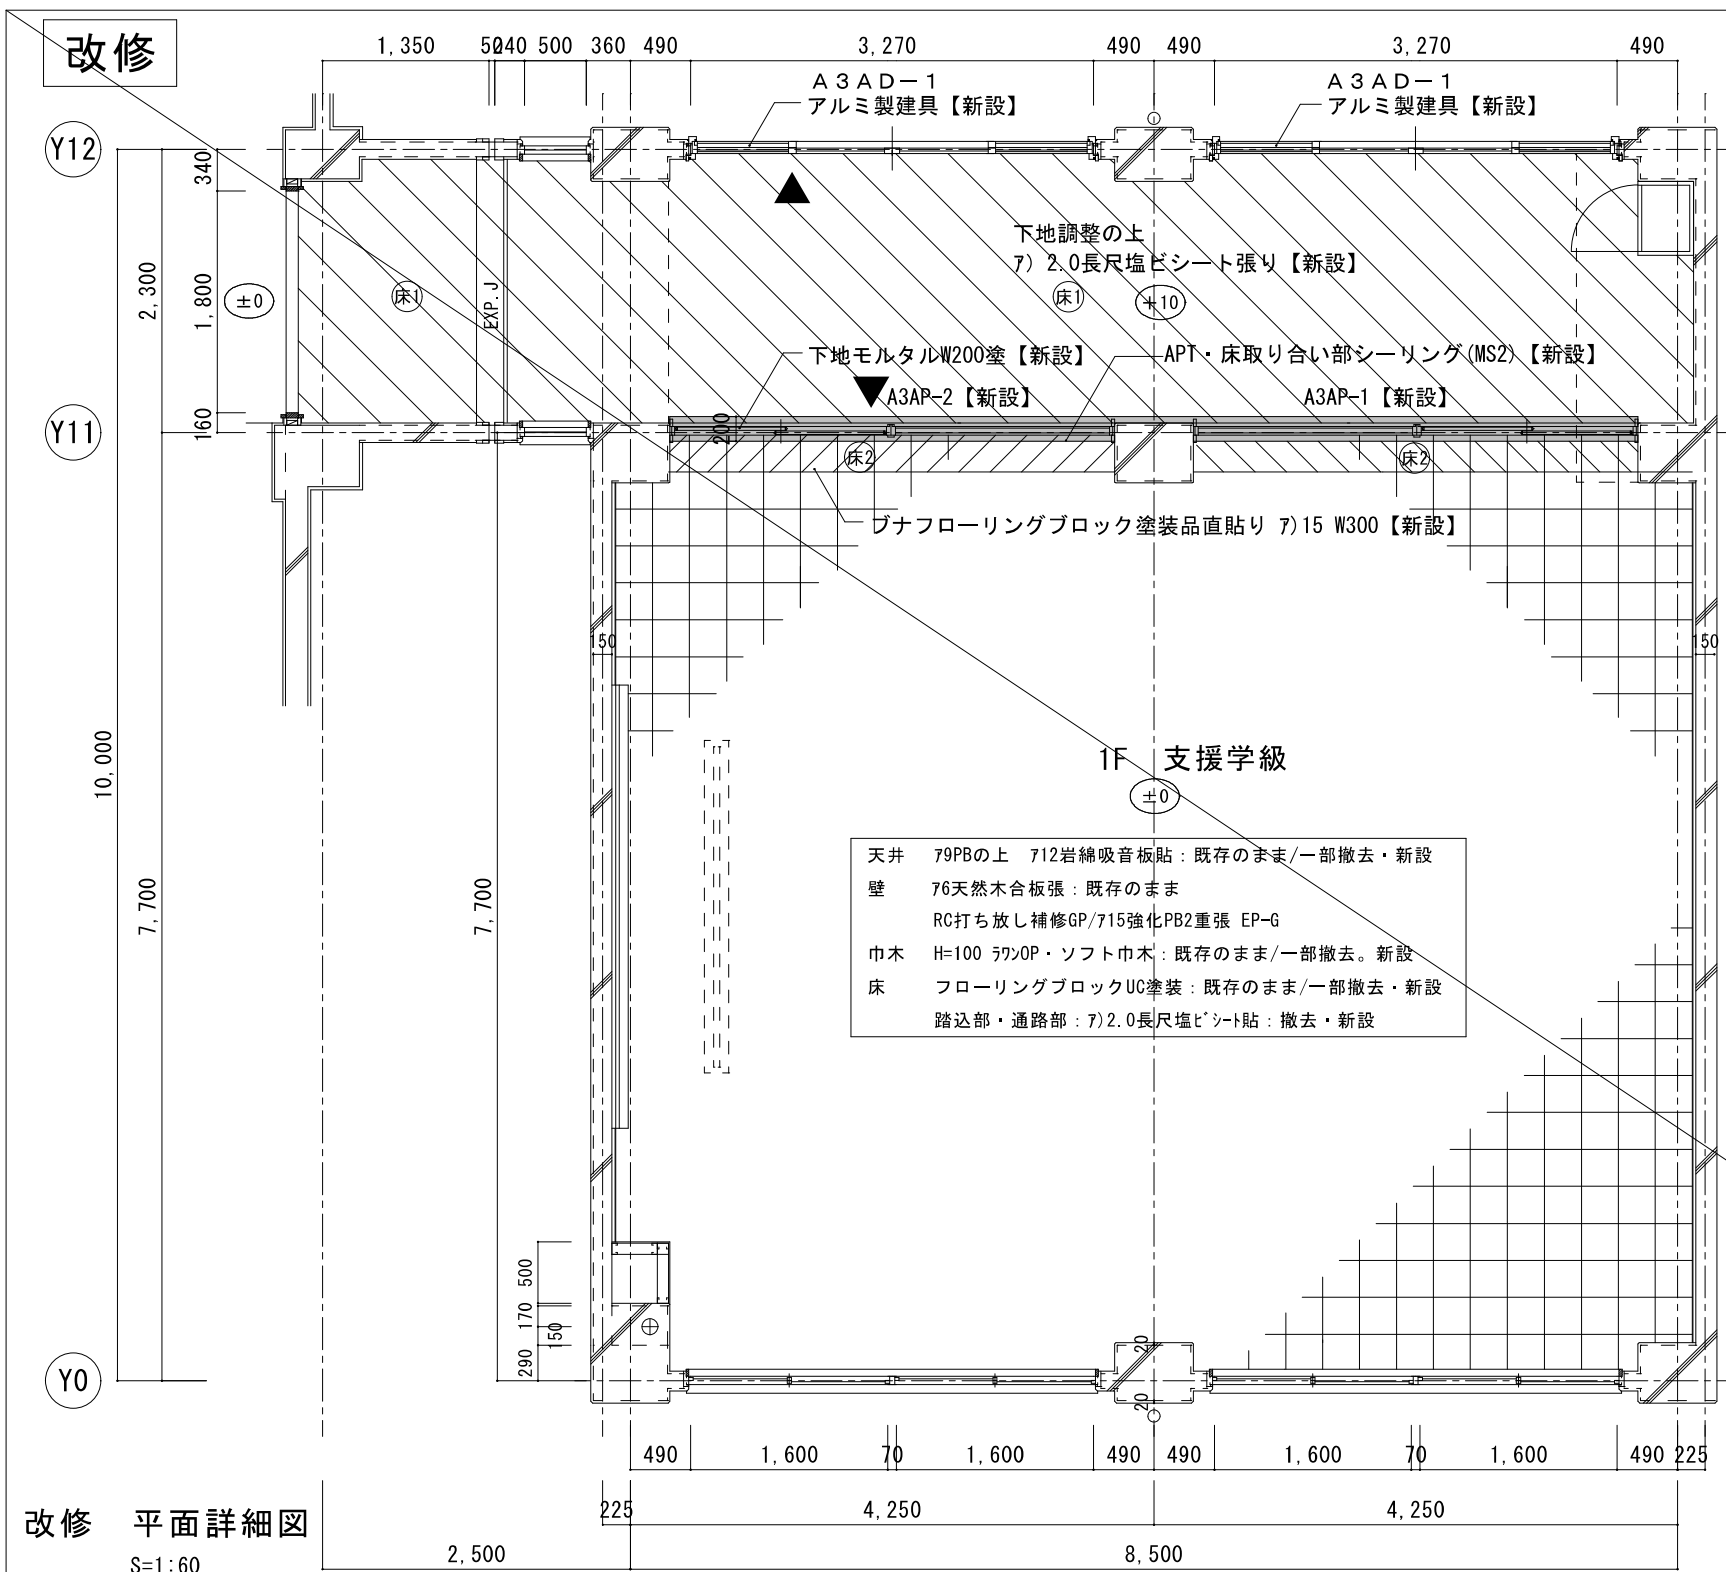 改修
1,350 50 240 500 360 490 3,270 490 490 3,270 490
A3AD－1
アルミ製建具【新設】
A3AD－1
アルミ製建具【新設】
Y12
340
下地調整の上
ｱ) 2.0長尺塩ビシート張り【新設】
2,300
1,800
±0
床1
EXP.J
床1
+10
下地モルタルW200塗【新設】
APT・床取り合い部シーリング(MS2)【新設】
A3AP-2【新設】
A3AP-1【新設】
160
Y11
200
床2
床2
ブナフローリングブロック塗装品直貼り ｱ)15 W300【新設】
150
150
10,000
7,700
7,700
1F 支援学級
±0
天井 ｱ9PBの上 ｱ12岩綿吸音板貼：既存のまま/一部撤去・新設
壁 ｱ6天然木合板張：既存のまま
RC打ち放し補修GP/ｱ15強化PB2重張 EP-G
巾木 H=100 ﾗﾜﾝOP・ソフト巾木：既存のまま/一部撤去。新設
床 フローリングブロックUC塗装：既存のまま/一部撤去・新設
踏込部・通路部：ｱ)2.0長尺塩ﾋﾞｼｰﾄ貼：撤去・新設
500
170
150
290
20
20
Y0
490 1,600 70 1,600 490 490 1,600 70 1,600 490 225
225 4,250 4,250
2,500 8,500
改修 平面詳細図
S=1:60